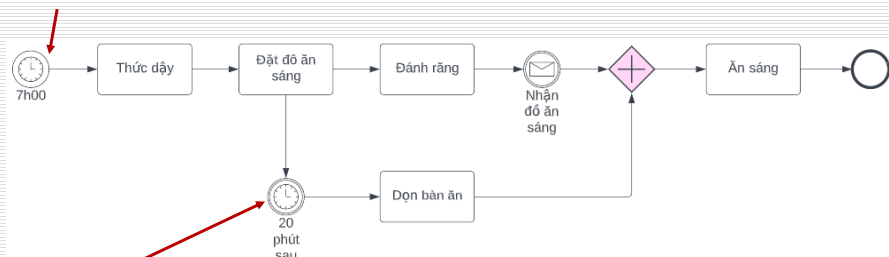 7h00
Thức dậy
Đặt đồ ăn
sáng
Đánh răng
Nhận
đồ ăn
sáng
Ăn sáng
20
phút
sau
Dọn bàn ăn